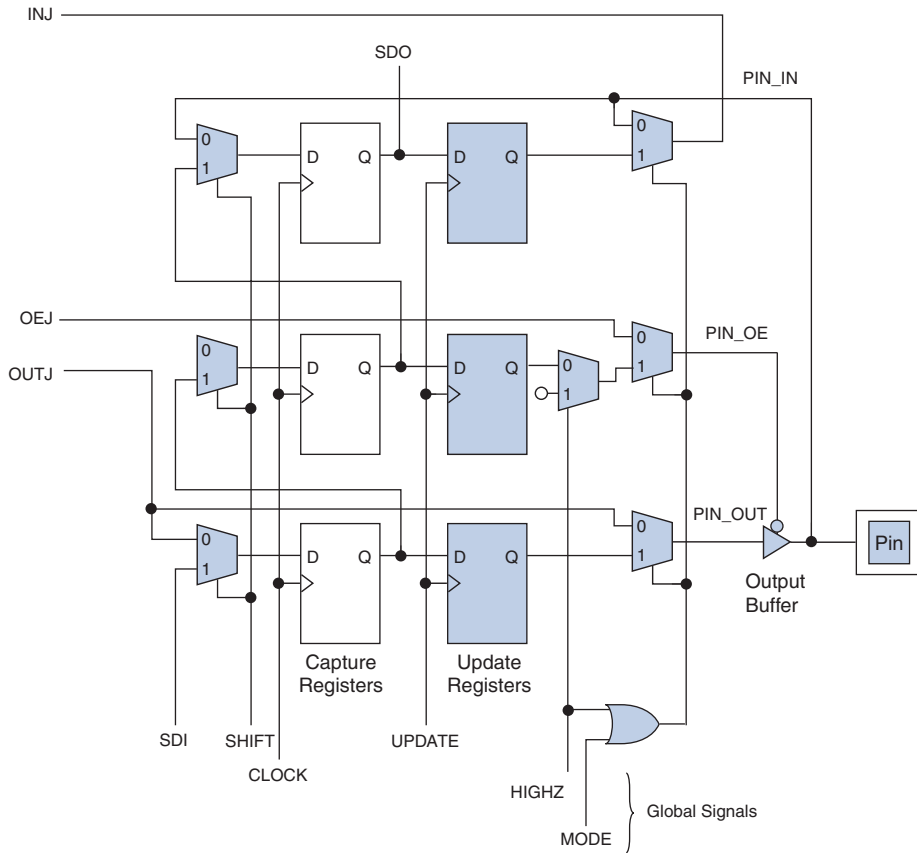 INJ
SDO
PIN_IN
0
1
D Q
D Q
0
1
OEJ
OUTJ
0
1
D Q
D Q
0
1
0
1
PIN_OE
0
1
D Q
D Q
0
1
PIN_OUT
Pin
Output
Buffer
Capture
Registers
Update
Registers
SDI
SHIFT
CLOCK
UPDATE
HIGHZ
MODE
Global Signals